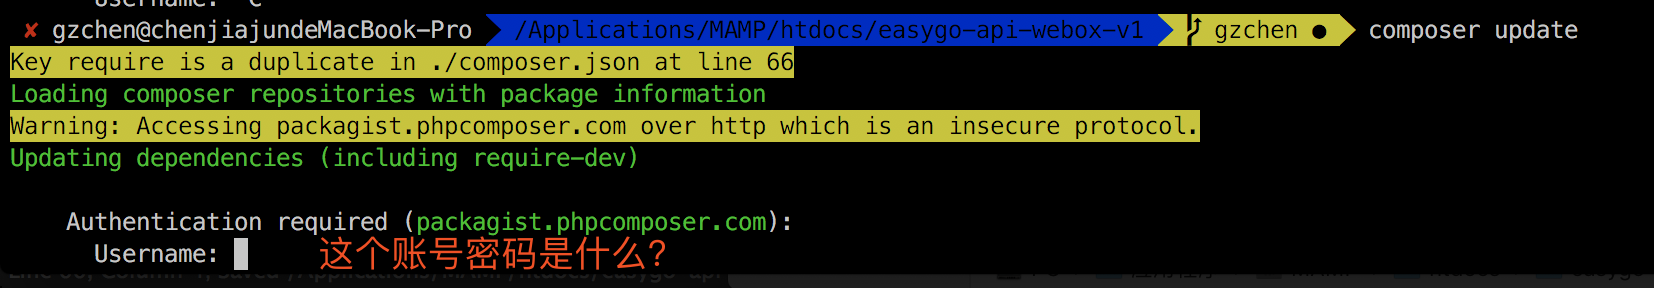 ✘ gzchen@chenjiajundeMacBook-Pro /Applications/MAMP/htdocs/easygo-api-webox-v1 gzchen ● composer update
Key require is a duplicate in ./composer.json at line 66
Loading composer repositories with package information
Warning: Accessing packagist.phpcomposer.com over http which is an insecure protocol.
Updating dependencies (including require-dev)
Authentication required (packagist.phpcomposer.com):
Username: 这个账号密码是什么?